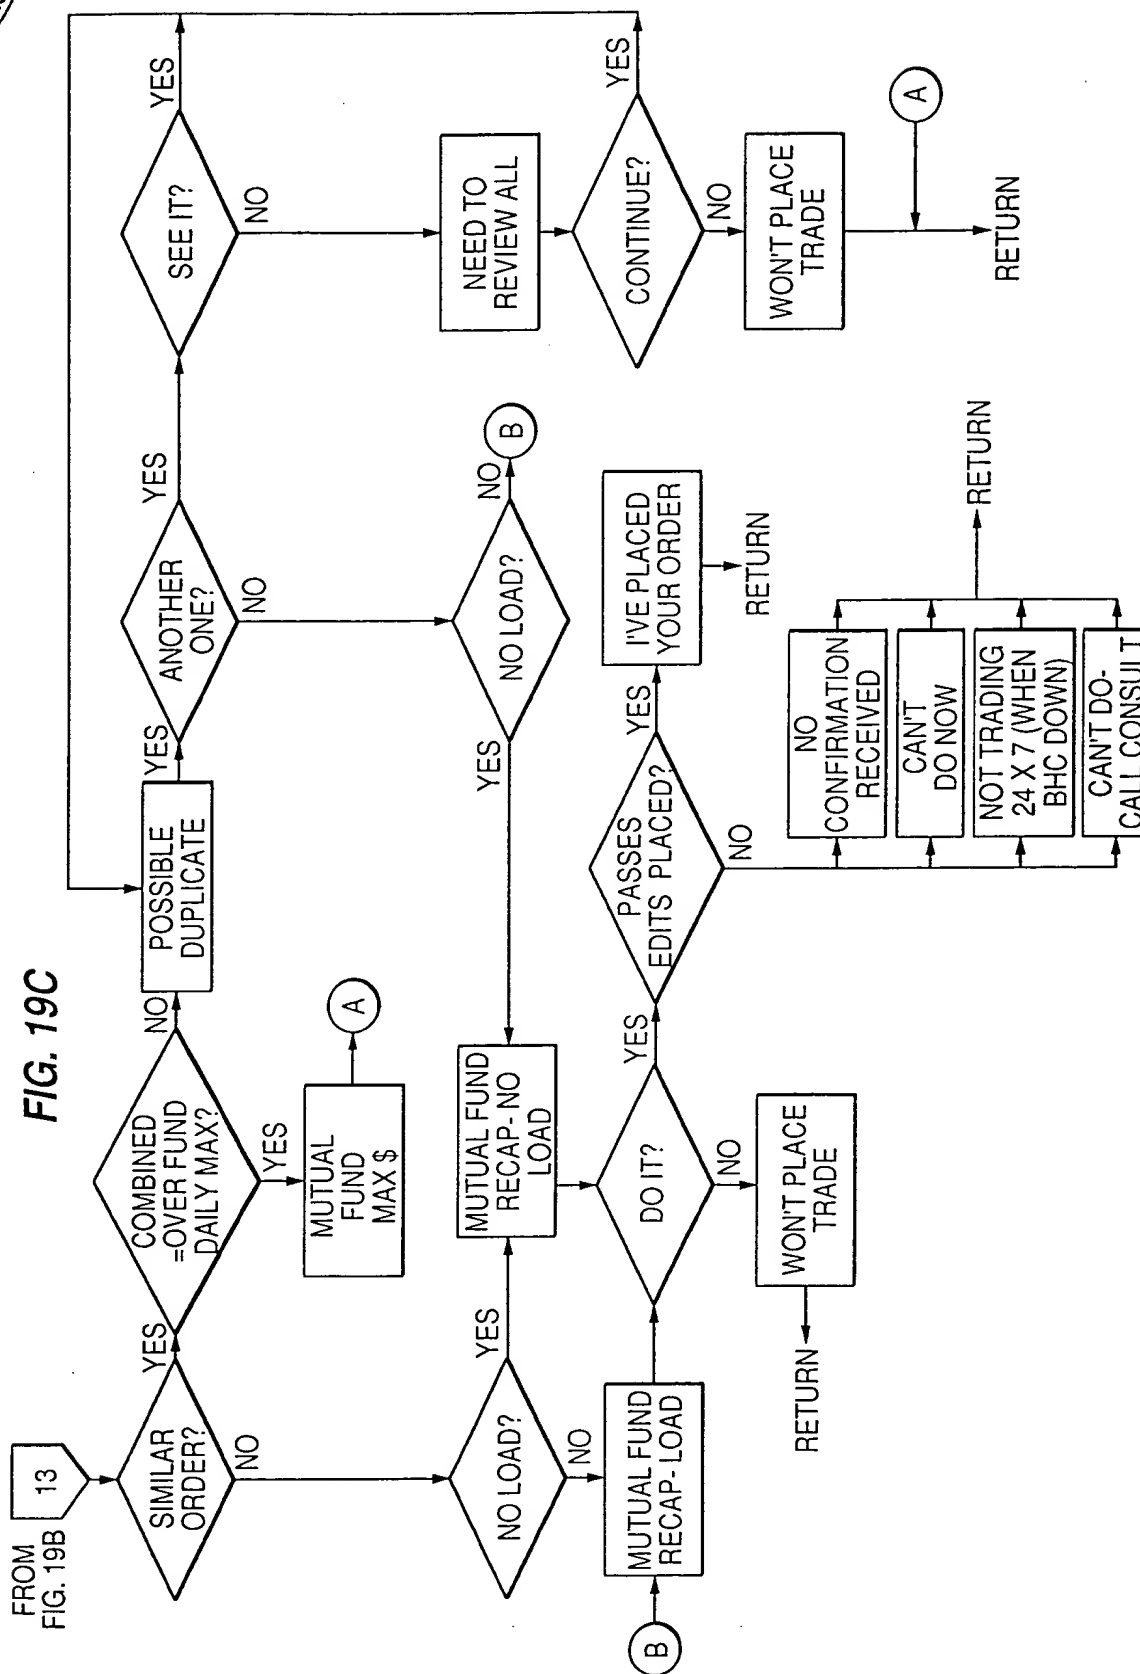 FIG. 19C
FROM
FIG. 19B
13
SIMILAR
ORDER?
YES
NO
COMBINED
=OVER FUND
DAILY MAX?
NO
YES
MUTUAL
FUND
MAX $
A
POSSIBLE
DUPLICATE
YES
ANOTHER
ONE?
YES
NO
SEE IT?
YES
NO
NEED TO
REVIEW ALL
CONTINUE?
YES
NO
WON'T PLACE
TRADE
A
RETURN
NO LOAD?
YES
NO
MUTUAL FUND
RECAP- NO
LOAD
NO LOAD?
YES
NO
B
B
MUTUAL FUND
RECAP- LOAD
DO IT?
YES
NO
WON'T PLACE
TRADE
RETURN
PASSES
EDITS PLACED?
YES
NO
I'VE PLACED
YOUR ORDER
RETURN
NO
CONFIRMATION
RECEIVED
CAN'T
DO NOW
NOT TRADING
24 X 7 (WHEN
BHC DOWN)
CAN'T DO-
CALL CONSULT
RETURN